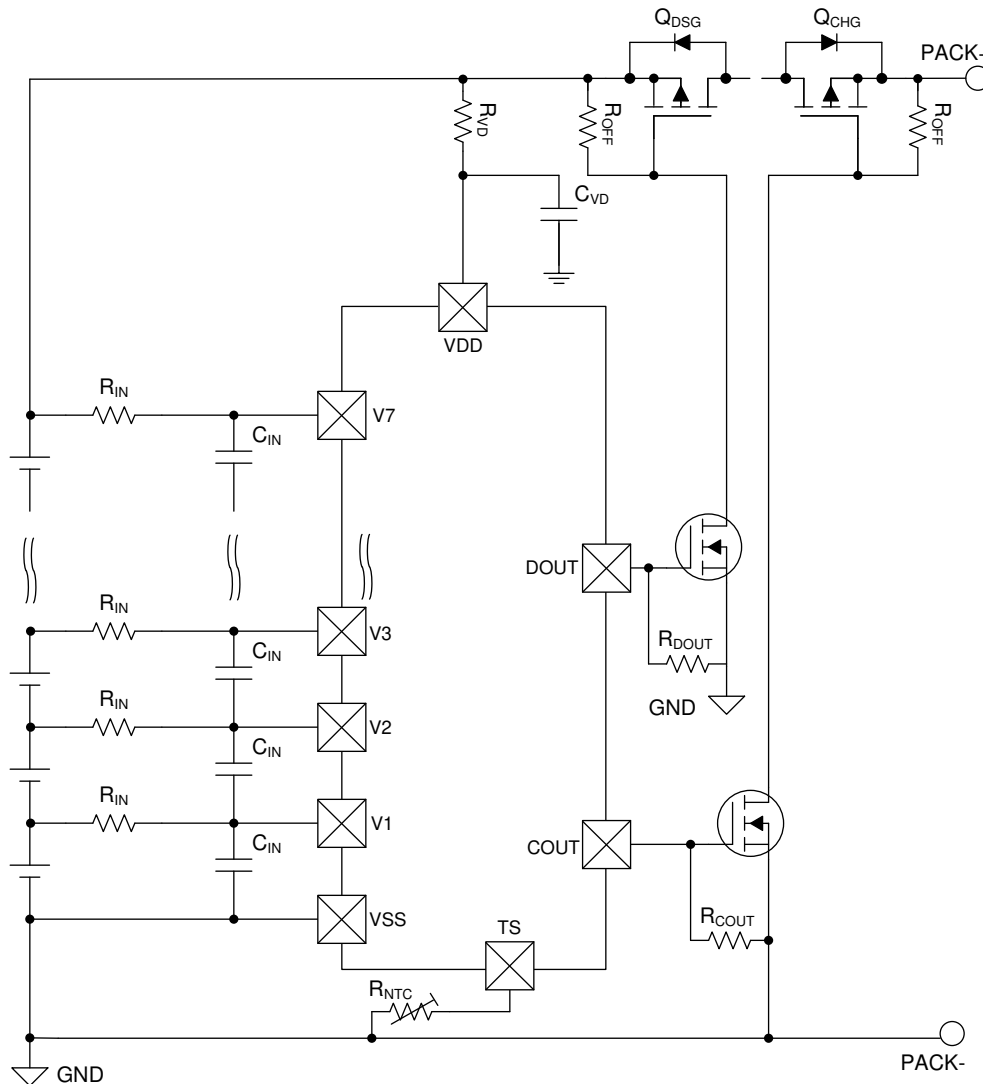 QDSG
QCHG
PACK-
RVD
ROFF
ROFF
CVD
VDD
RIN
V7
CIN
DOUT
RIN
V3
CIN
RDOUT
RIN
V2
GND
CIN
RIN
V1
COUT
CIN
VSS
TS
RCOUT
RNTC
PACK-
GND